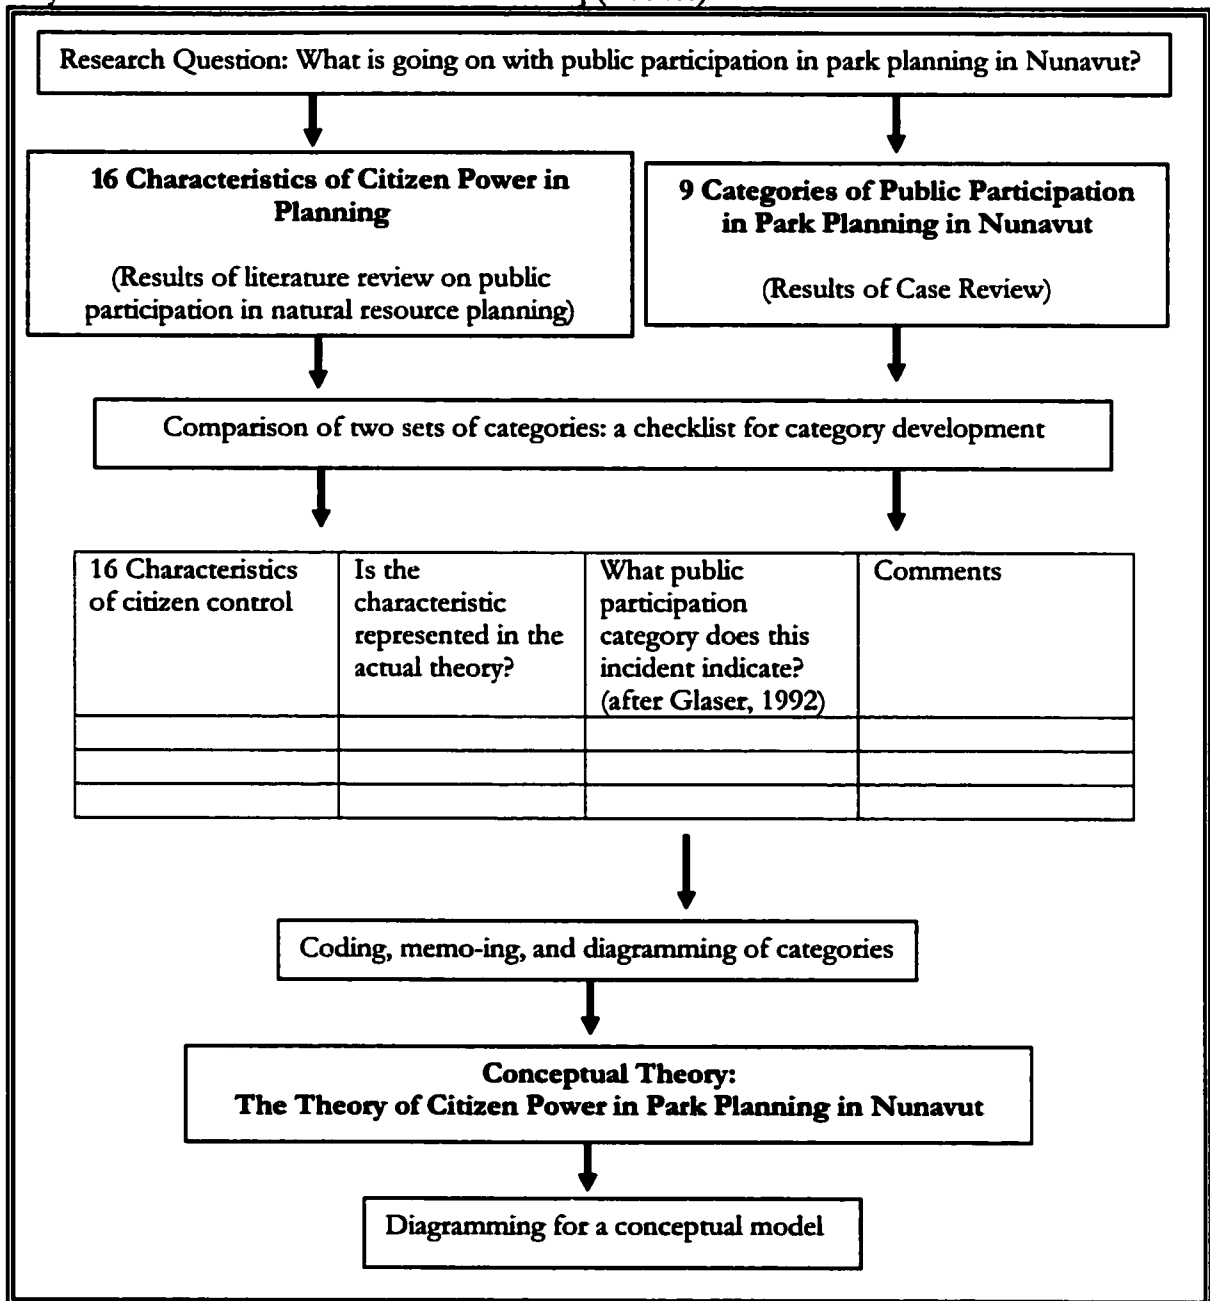 Research Question: What is going on with public participation in park planning in Nunavut?
16 Characteristics of Citizen Power in
Planning
(Results of literature review on public
participation in natural resource planning)
9 Categories of Public Participation
in Park Planning in Nunavut
(Results of Case Review)
Comparison of two sets of categories: a checklist for category development
16 Characteristics
of citizen control
Is the
characteristic
represented in the
actual theory?
What public
participation
category does this
incident indicate?
(after Glaser, 1992)
Comments
Coding, memo-ing, and diagramming of categories
Conceptual Theory:
The Theory of Citizen Power in Park Planning in Nunavut
Diagramming for a conceptual model